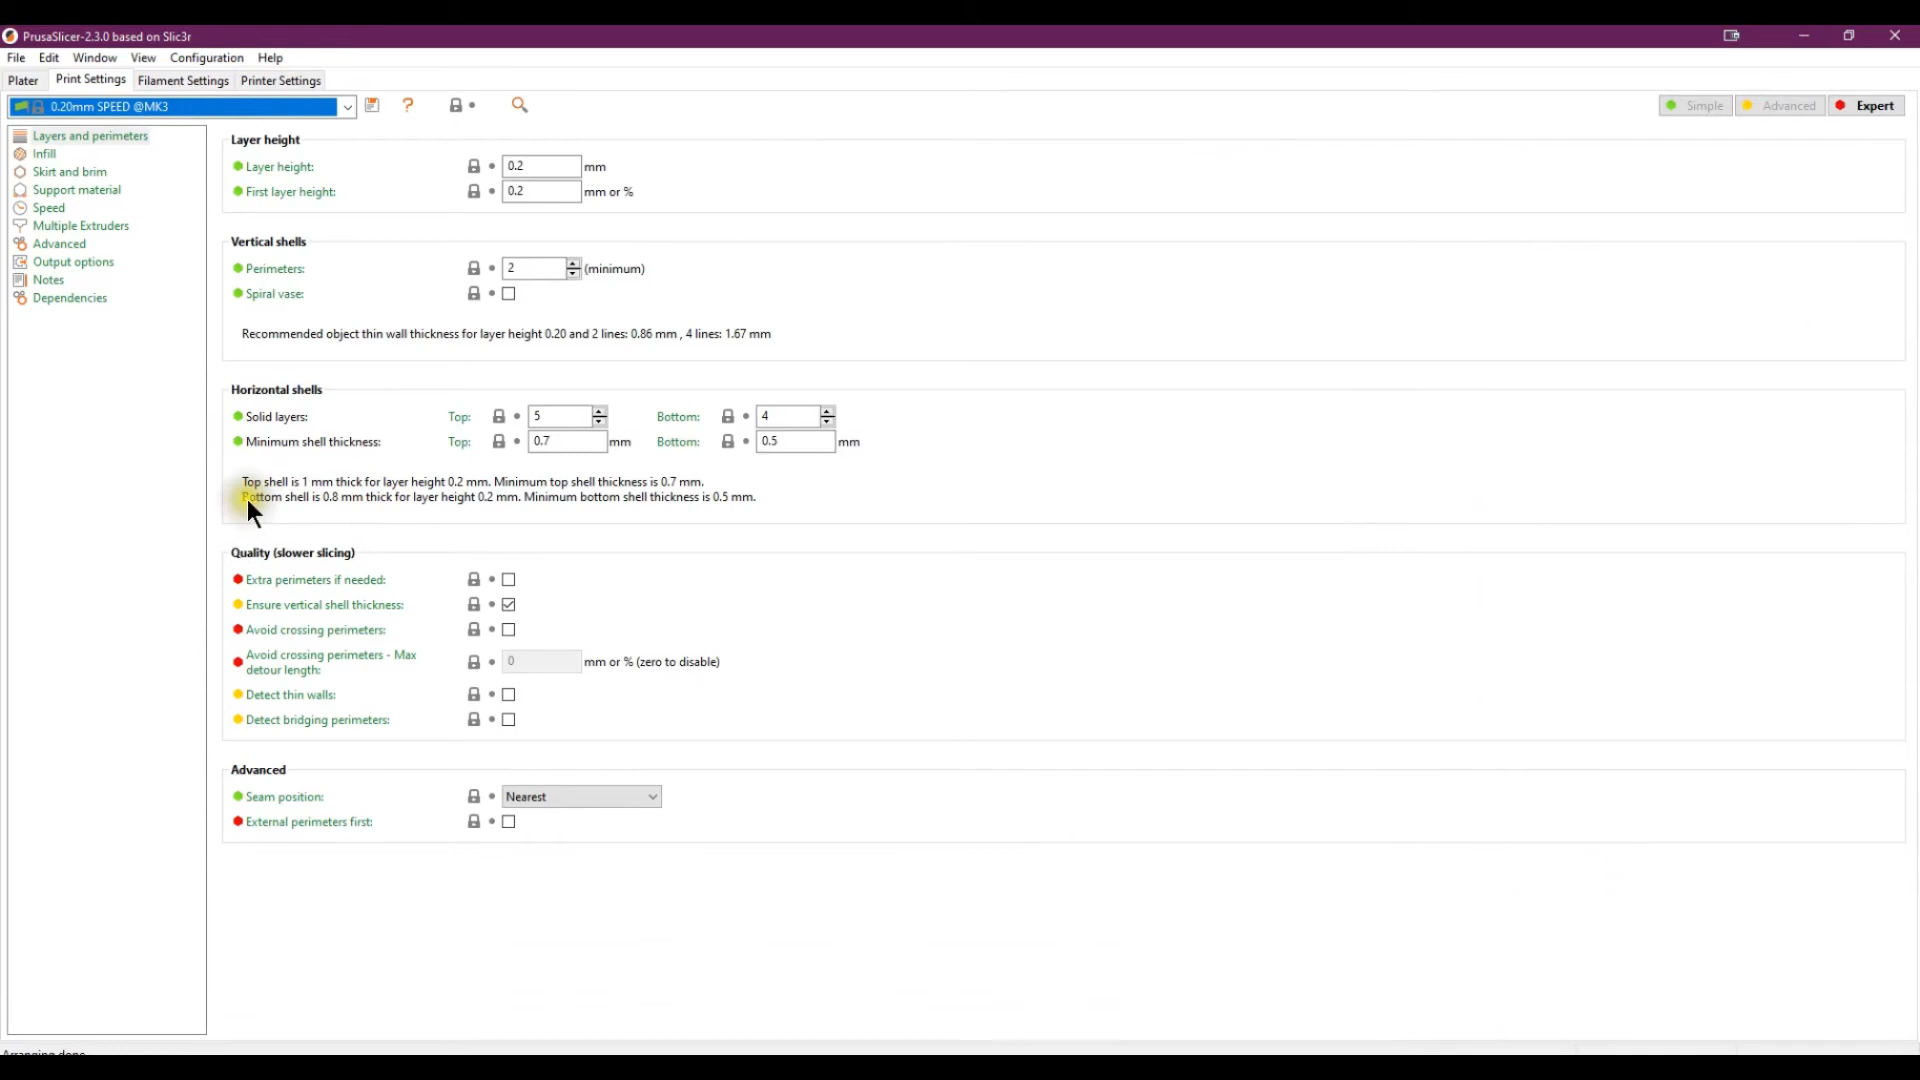 PrusaSlicer-2.3.0 based on Slic3r
File Edit Window View Configuration Help
Plater Print Settings Filament Settings Printer Settings
0.20mm SPEED @MK3 ? Simple Advanced Expert
Layers and perimeters
Infill
Skirt and brim
Support material
Speed
Multiple Extruders
Advanced
Output options
Notes
Dependencies
Layer height
Layer height: 0.2 mm
First layer height: 0.2 mm or %
Vertical shells
Perimeters: 2 (minimum)
Spiral vase:
Recommended object thin wall thickness for layer height 0.20 and 2 lines: 0.86 mm , 4 lines: 1.67 mm
Horizontal shells
Solid layers: Top: 5 Bottom: 4
Minimum shell thickness: Top: 0.7 mm Bottom: 0.5 mm
Top shell is 1 mm thick for layer height 0.2 mm. Minimum top shell thickness is 0.7 mm.
Bottom shell is 0.8 mm thick for layer height 0.2 mm. Minimum bottom shell thickness is 0.5 mm.
Quality (slower slicing)
Extra perimeters if needed:
Ensure vertical shell thickness:
Avoid crossing perimeters:
Avoid crossing perimeters - Max
detour length: 0 mm or % (zero to disable)
Detect thin walls:
Detect bridging perimeters:
Advanced
Seam position: Nearest
External perimeters first:
Arranging done